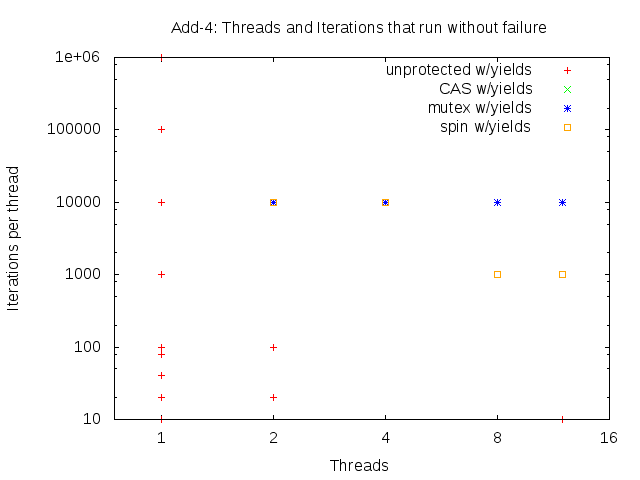 Add-4: Threads and Iterations that run without failure
1e+06
100000
10000
1000
100
10
Iterations per thread
unprotected w/yields
CAS w/yields
mutex w/yields
spin w/yields
1 2 4 8 16
Threads